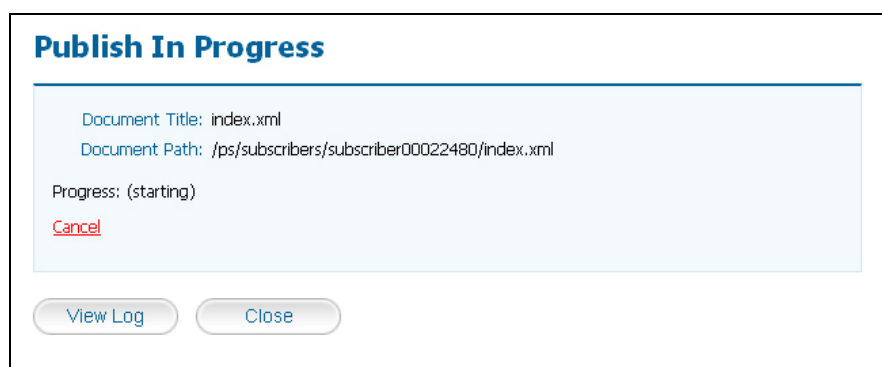 Publish In Progress
Document Title: index.xml
Document Path: /ps/subscribers/subscriber00022480/index.xml
Progress: (starting)
Cancel
View Log Close